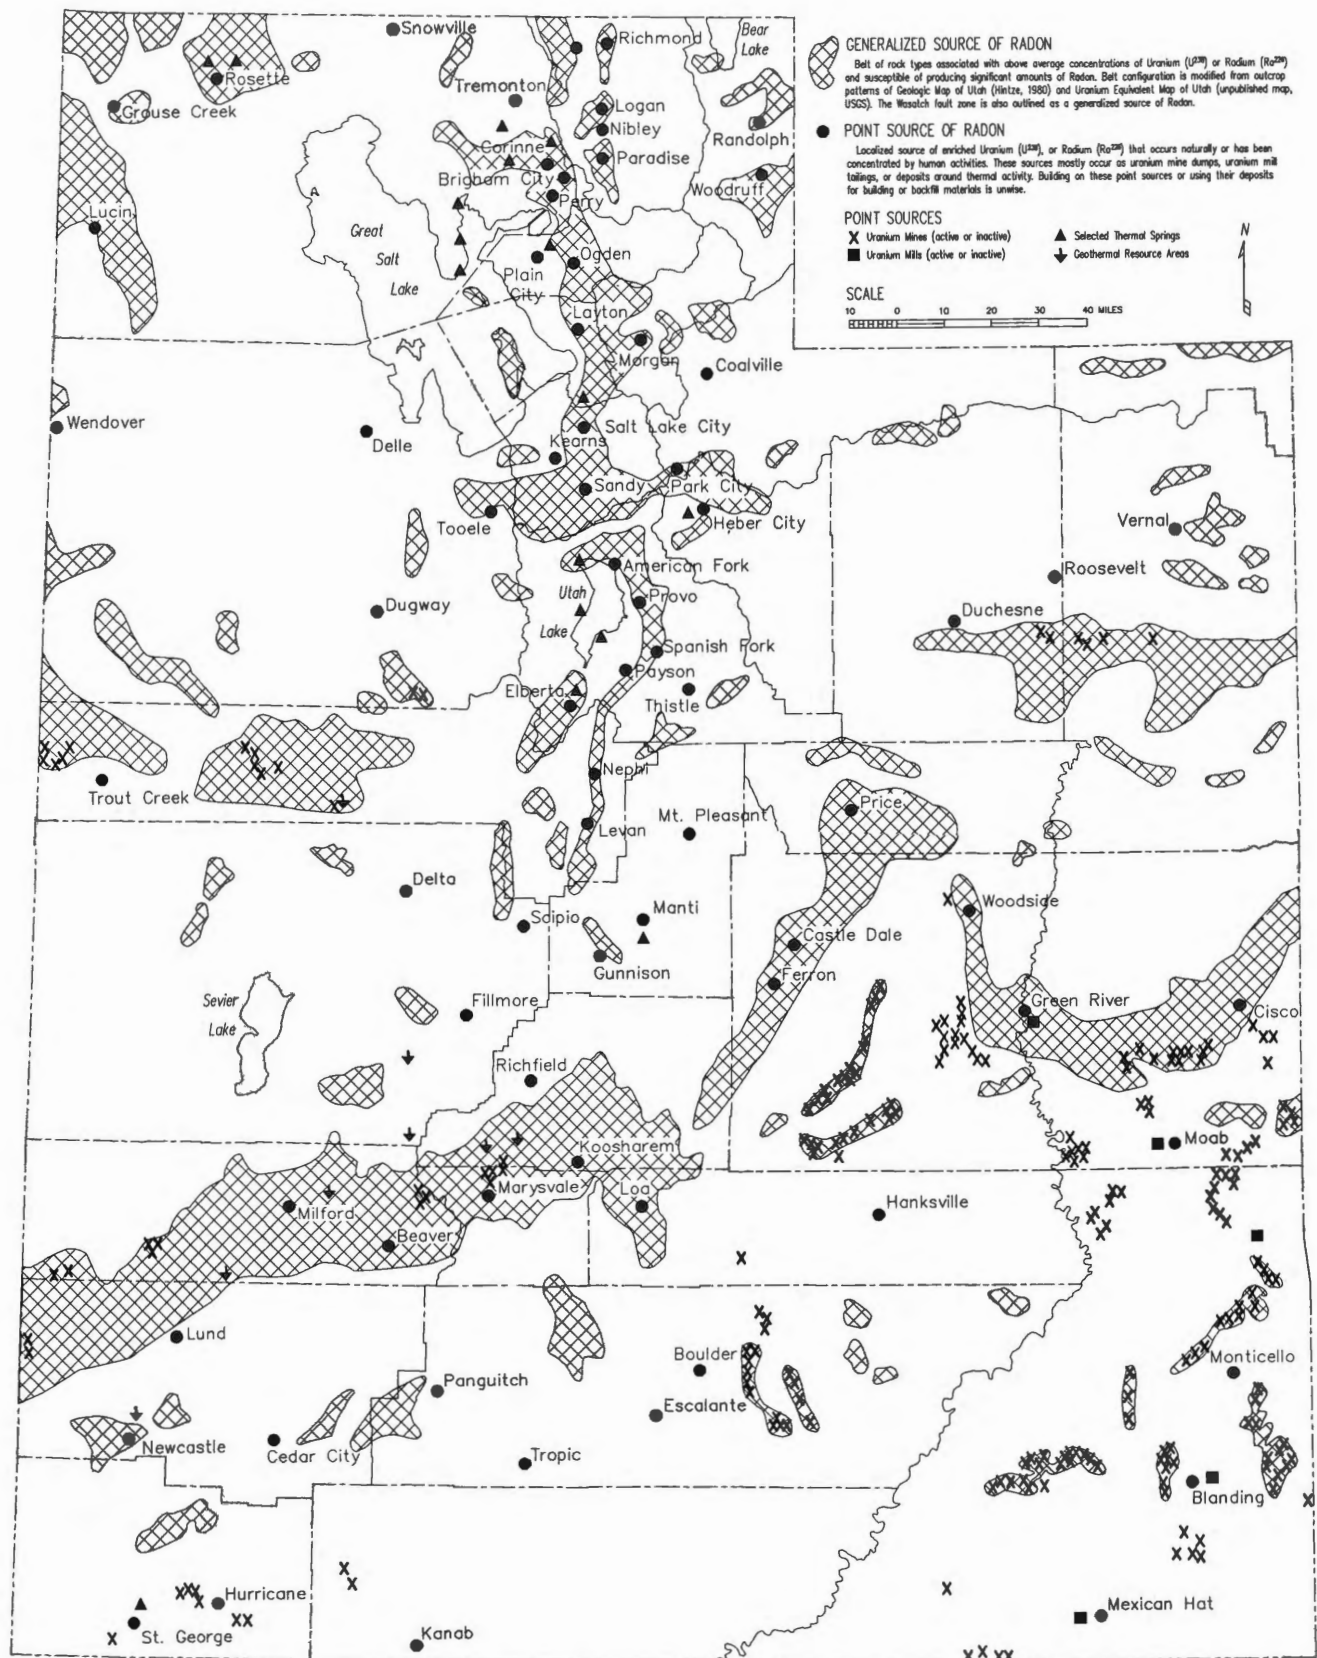 GENERALIZED SOURCE OF RADON
Belt of rock types associated with above average concentrations of Uranium (U²³⁸) or Radium (Ra²²⁶)
and susceptible of producing significant amounts of Radon. Belt configuration is modified from outcrop
patterns of Geologic Map of Utah (Hintze, 1980) and Uranium Equivalent Map of Utah (unpublished map,
USGS). The Wasatch fault zone is also outlined as a generalized source of Radon.
POINT SOURCE OF RADON
Localized source of enriched Uranium (U²³⁸), or Radium (Ra²²⁶) that occurs naturally or has been
concentrated by human activities. These sources mostly occur as uranium mine dumps, uranium mill
tailings, or deposits around thermal activity. Building on these point sources or using their deposits
for building or backfill materials is unwise.
POINT SOURCES
X Uranium Mines (active or inactive)
Selected Thermal Springs
Uranium Mills (active or inactive)
Geothermal Resource Areas
N
SCALE
10 0 10 20 30 40 MILES
Snowville
Richmond
Bear
Lake
Rosette
Tremonton
Grouse Creek
Logan
Nibley
Randolph
Corinne
Paradise
Brigham City
Woodruff
Perry
Lucin
Great
Salt
Lake
Plain
City
Ogden
Layton
Morgan
Coalville
Wendover
Delle
Salt Lake City
Kearns
Sandy
Park City
Tooele
Heber City
Vernal
American Fork
Roosevelt
Utah
Lake
Provo
Dugway
Duchesne
Spanish Fork
Payson
Elberta
Thistle
Trout Creek
Nephi
Price
Levan
Mt. Pleasant
Delta
Woodside
Scipio
Manti
Castle Dale
Gunnison
Ferron
Sevier
Lake
Fillmore
Green River
Cisco
Richfield
Koosharem
Moab
Marysvale
Loa
Milford
Hanksville
Beaver
Lund
Boulder
Monticello
Panguitch
Escalante
Newcastle
Cedar City
Tropic
Blanding
Hurricane
St. George
Kanab
Mexican Hat